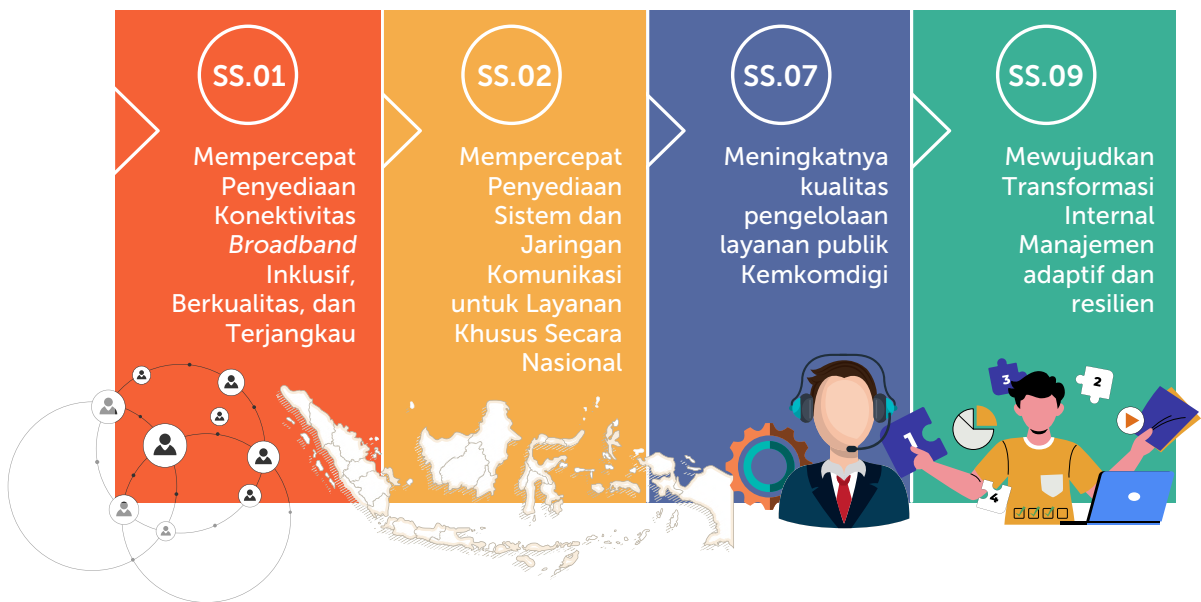 SS.01
Mempercepat
Penyediaan
Konektivitas
Broadband
Inklusif,
Berkualitas, dan
Terjangkau
SS.02
Mempercepat
Penyediaan
Sistem dan
Jaringan
Komunikasi
untuk Layanan
Khusus Secara
Nasional
SS.07
Meningkatnya
kualitas
pengelolaan
layanan publik
Kemkomdigi
SS.09
Mewujudkan
Transformasi
Internal
Manajemen
adaptif dan
resilien
3
2
1
4